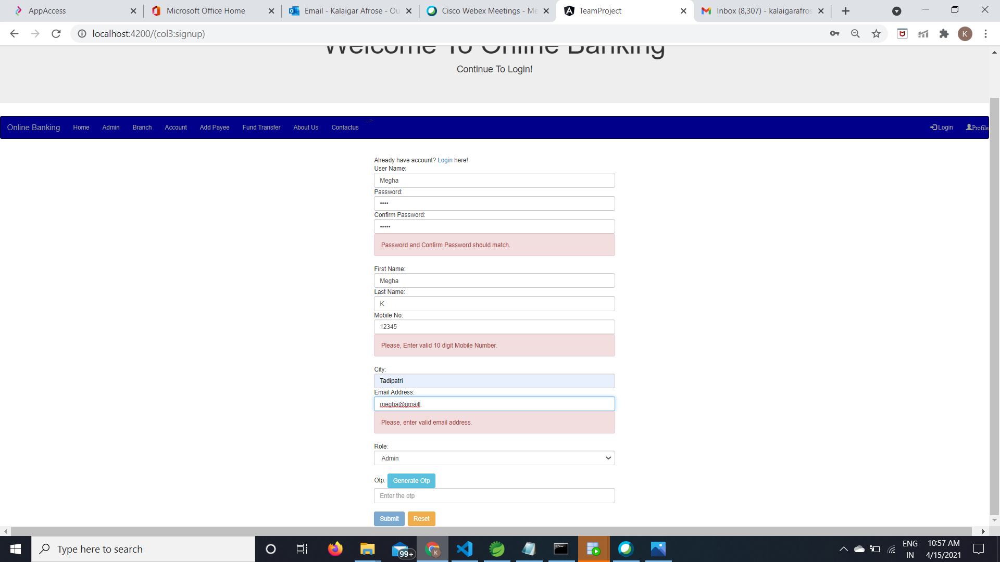 AppAccess
Microsoft Office Home
Email - Kalaigar Afrose - Ou
Cisco Webex Meetings - Me
TeamProject
Inbox (8,307) - kalaigarafros
localhost:4200/(col3:signup)
K
Welcome To Online Banking
Continue To Login!
Online Banking Home Admin Branch Account Add Payee Fund Transfer About Us Contactus --> Login Profile
Already have account? Login here!
User Name:
Megha
Password:
••••
Confirm Password:
•••••
Password and Confirm Password should match.
First Name:
Megha
Last Name:
K
Mobile No:
12345
Please, Enter valid 10 digit Mobile Number.
City:
Tadipatri
Email Address:
megha@gmaill.
Please, enter valid email address.
Role:
Admin
Otp: Generate Otp
Enter the otp
Submit Reset
Type here to search
99+
K
ENG
IN
10:57 AM
4/15/2021